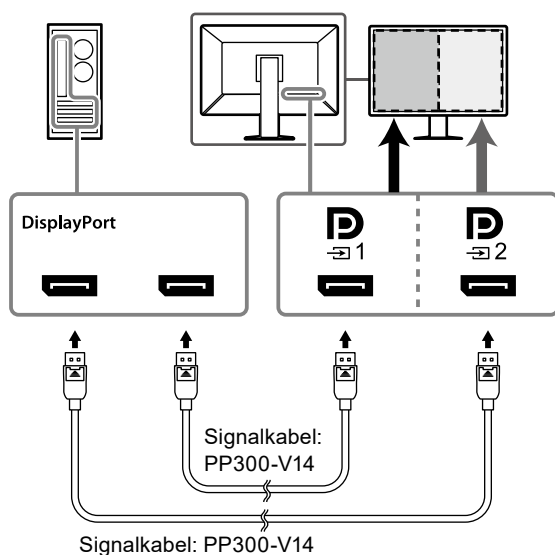 DisplayPort
1
2
Signalkabel:
PP300-V14
Signalkabel: PP300-V14